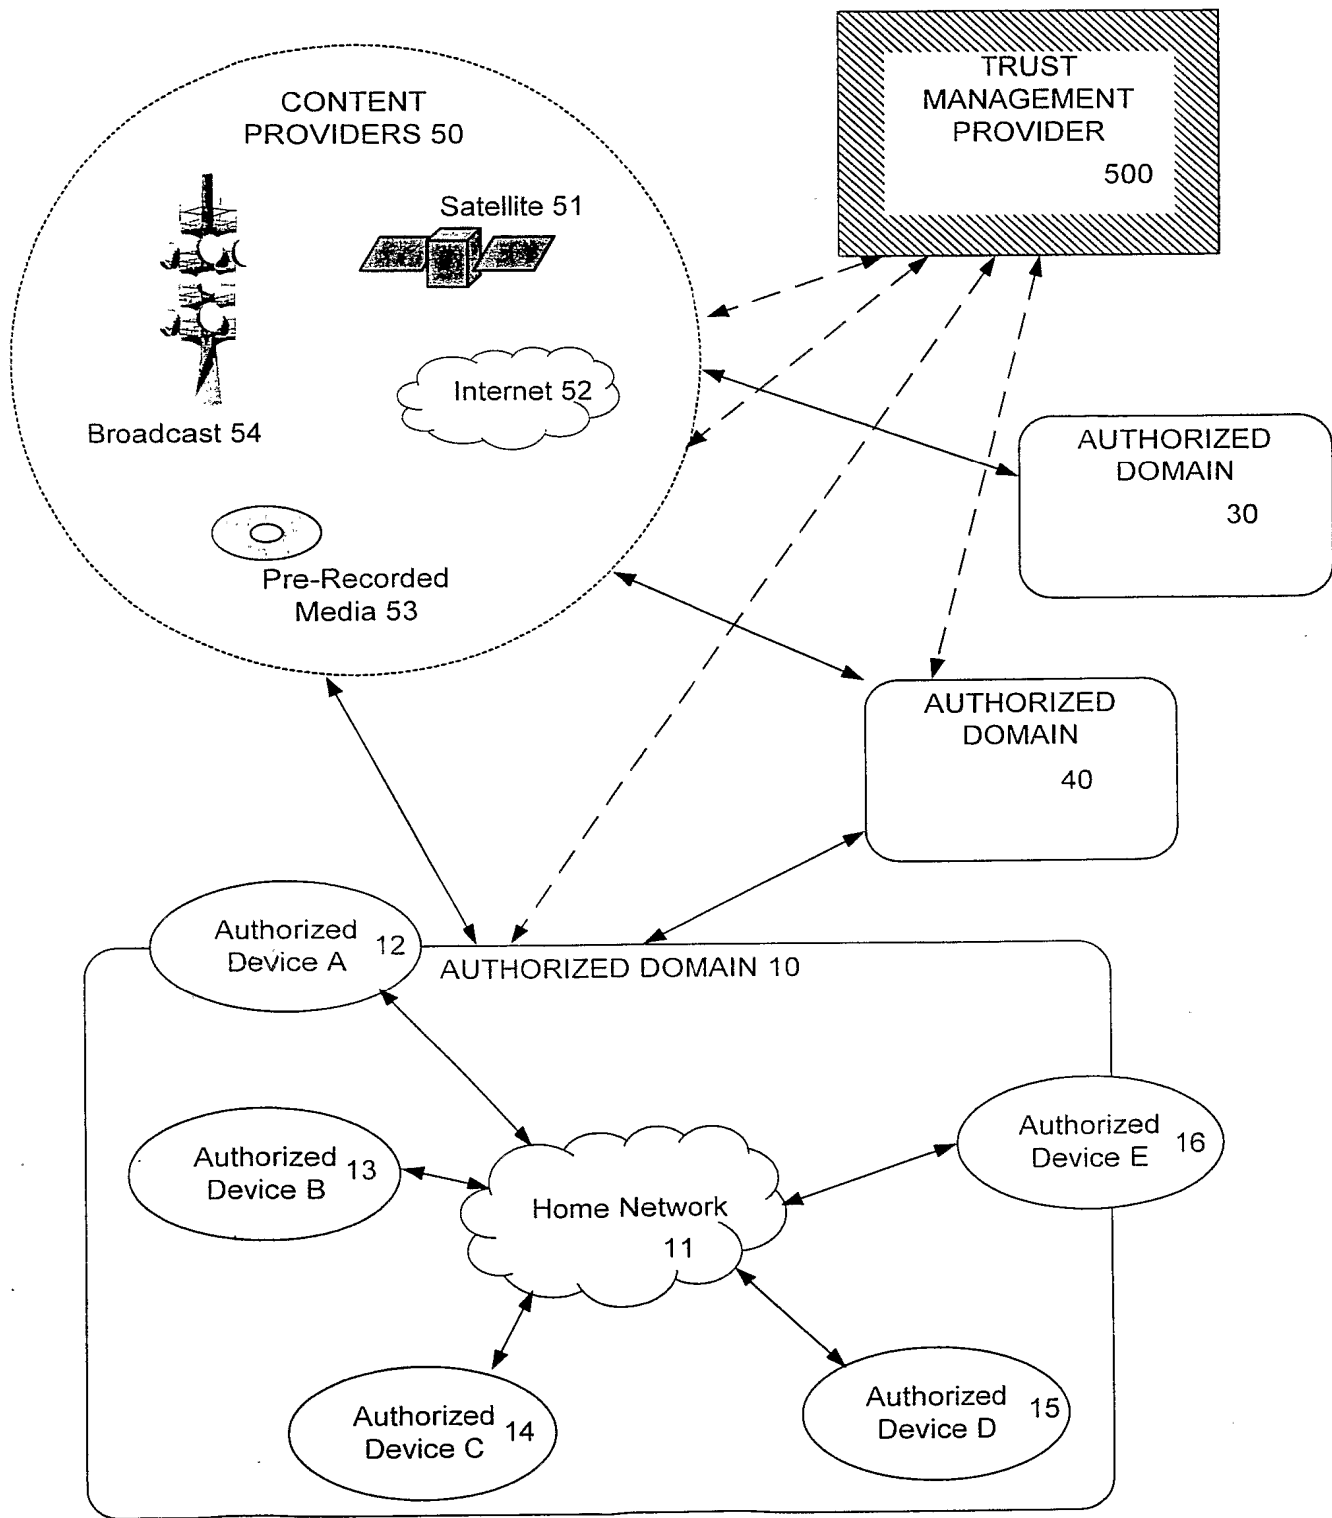 CONTENT
PROVIDERS 50
TRUST
MANAGEMENT
PROVIDER
500
Satellite 51
Internet 52
Broadcast 54
Pre-Recorded
Media 53
AUTHORIZED
DOMAIN
30
AUTHORIZED
DOMAIN
40
Authorized
Device A
12
AUTHORIZED DOMAIN 10
Authorized
Device B
13
Home Network
11
Authorized
Device E
16
Authorized
Device C
14
Authorized
Device D
15